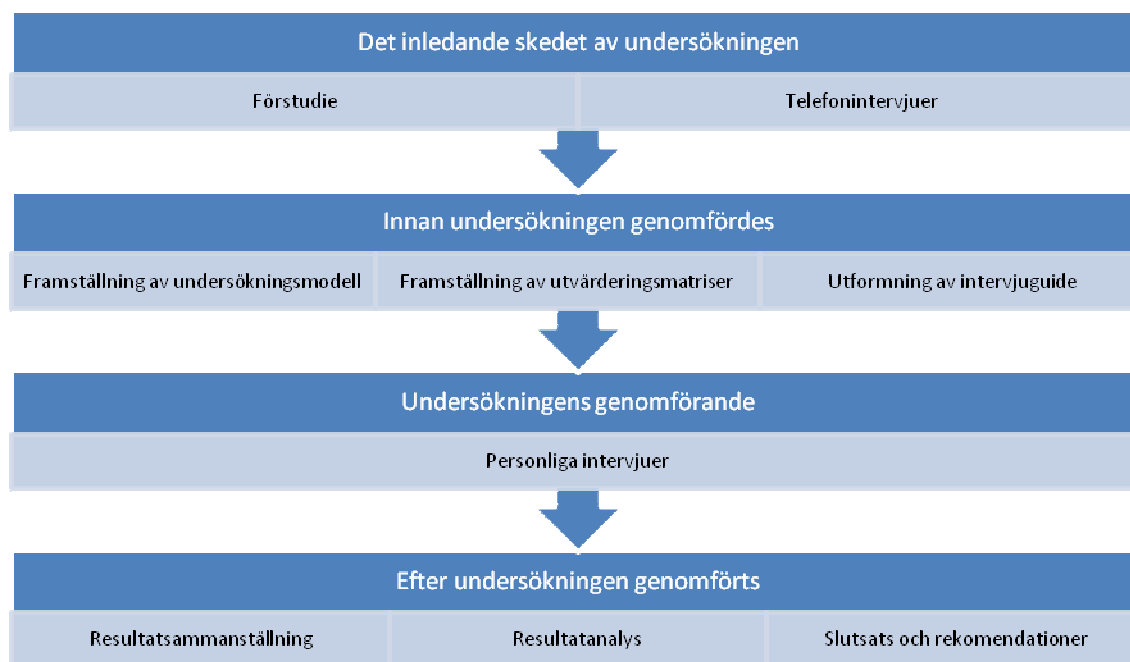 Det inledande skedet av undersökningen
Förstudie
Telefonintervjuer
Innan undersökningen genomfördes
Framställning av undersökningsmodell
Framställning av utvärderingsmatriser
Utformning av intervjuguide
Undersökningens genomförande
Personliga intervjuer
Efter undersökningen genomförts
Resultatsammanställning
Resultatanalys
Slutsats och rekomendationer